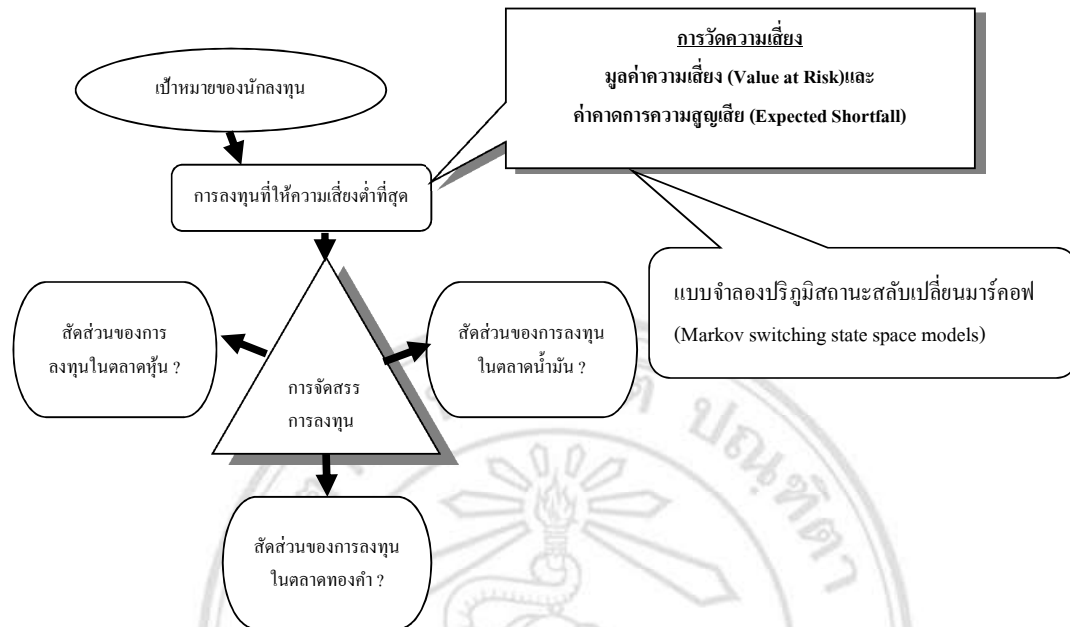 เป้าหมายของนักลงทุน
การวัดความเสี่ยง
มูลค่าความเสี่ยง (Value at Risk)และ
ค่าคาดการความสูญเสีย (Expected Shortfall)
การลงทุนที่ให้ความเสี่ยงต่ำที่สุด
แบบจำลองปริภูมิสถานะสลับเปลี่ยนมาร์คอฟ
(Markov switching state space models)
สัดส่วนของการ
ลงทุนในตลาดหุ้น ?
สัดส่วนของการลงทุน
ในตลาดน้ำมัน ?
การจัดสรร
การลงทุน
สัดส่วนของการลงทุน
ในตลาดทองคำ ?